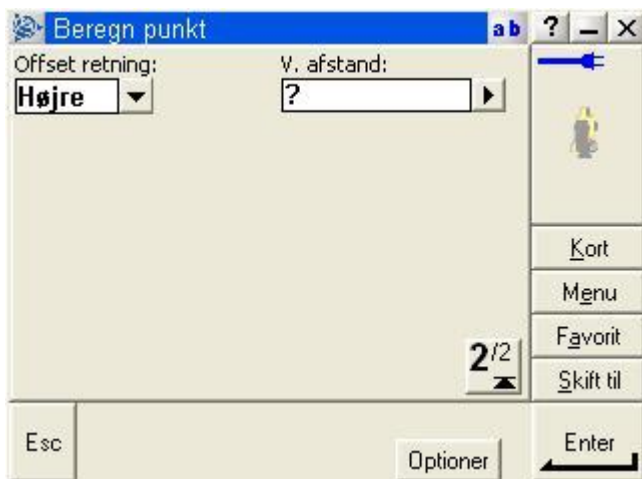 Beregn punkt ab ?
Offset retning: V. afstand:
Højre ?
Kort
Menu
Favorit
2/2
Skift til
Esc Optioner Enter